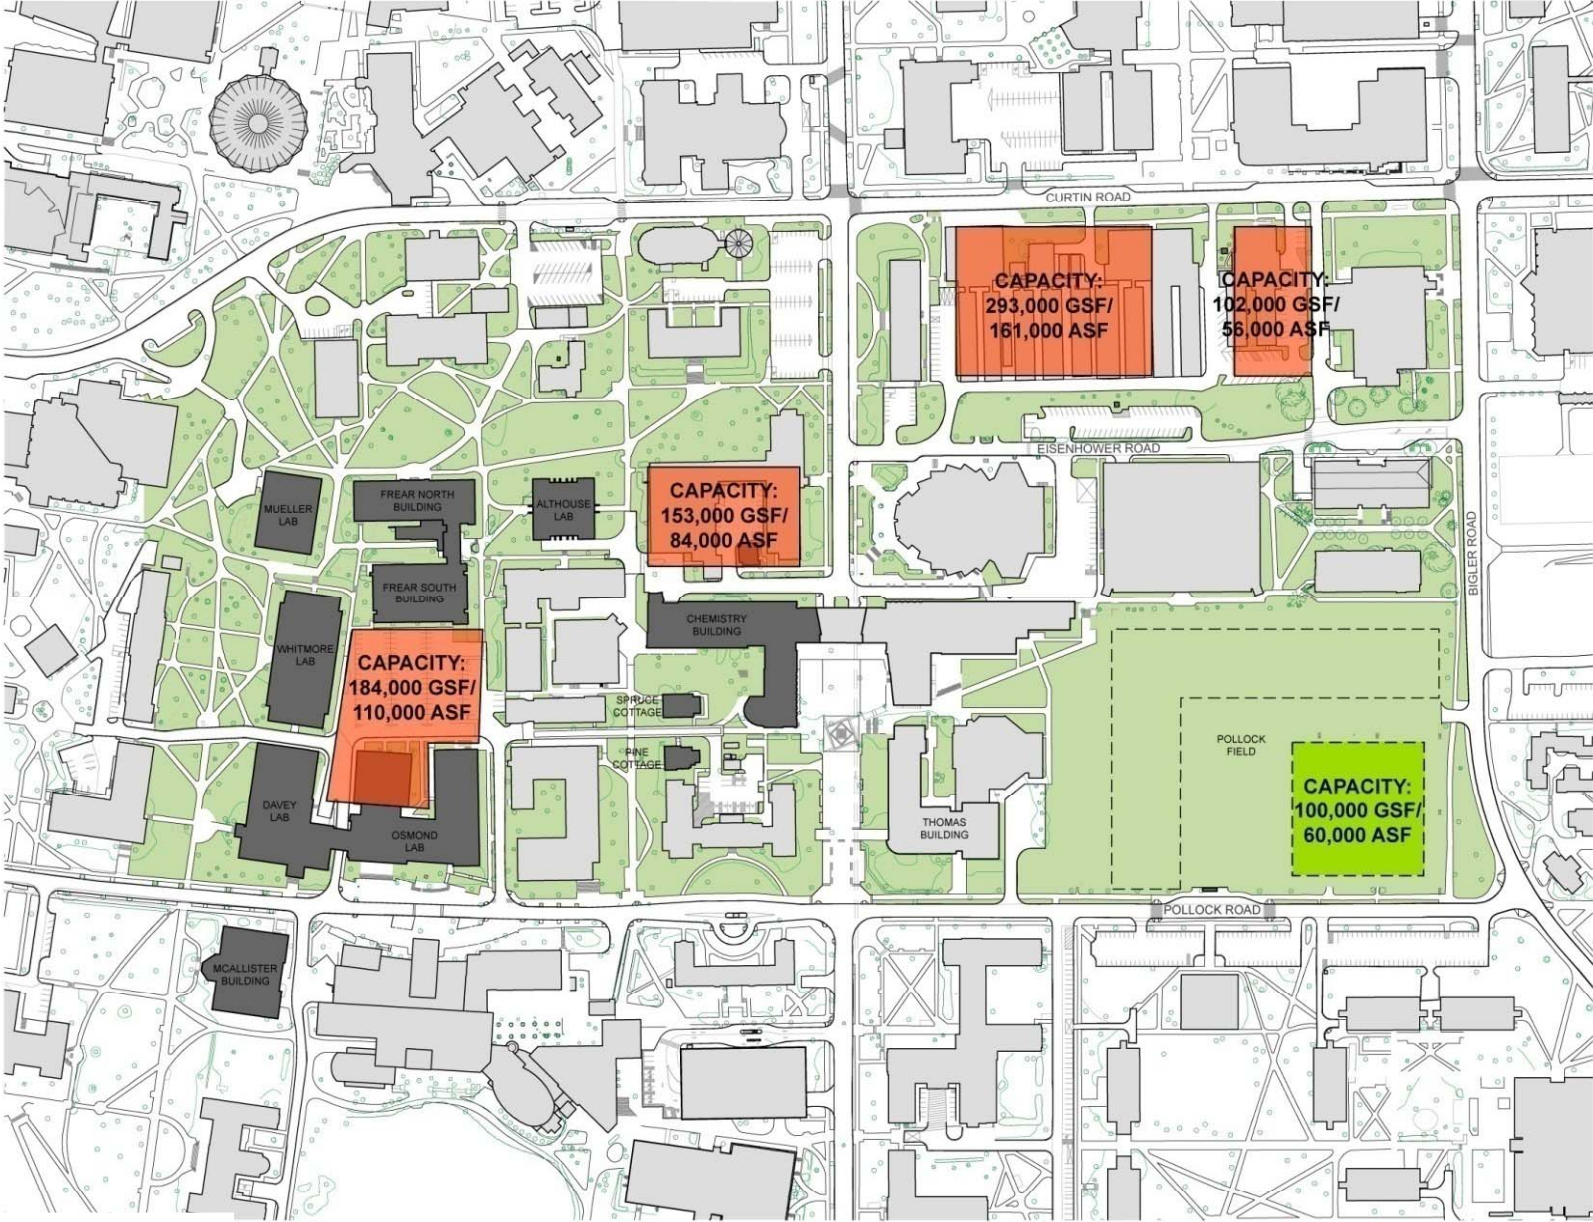 CURTIN ROAD
CAPACITY:
293,000 GSF/
161,000 ASF
CAPACITY:
102,000 GSF/
56,000 ASF
EISENHOWER ROAD
MUELLER
LAB
FREAR NORTH
BUILDING
ALTHOUSE
LAB
CAPACITY:
153,000 GSF/
84,000 ASF
BIGLER ROAD
FREAR SOUTH
BUILDING
CHEMISTRY
BUILDING
WHITMORE
LAB
CAPACITY:
184,000 GSF/
110,000 ASF
SPRUCE
COTTAGE
PINE
COTTAGE
POLLOCK
FIELD
CAPACITY:
100,000 GSF/
60,000 ASF
DAVEY
LAB
OSMOND
LAB
THOMAS
BUILDING
POLLOCK ROAD
MCALLISTER
BUILDING